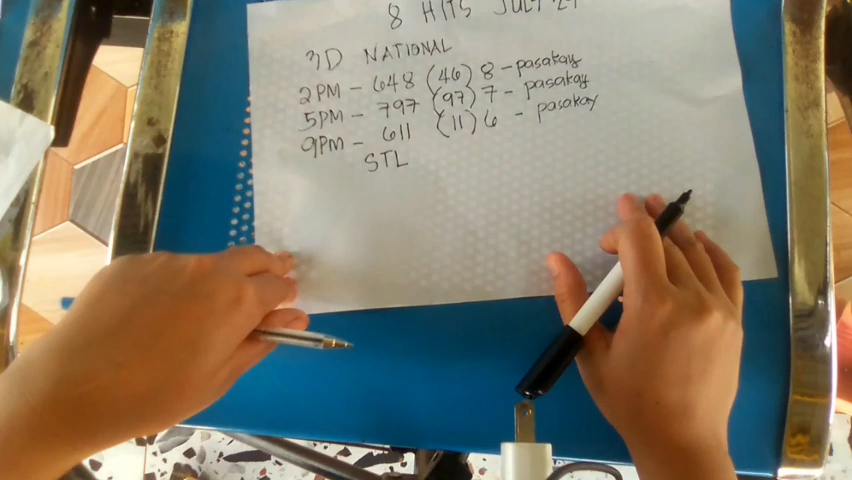 8 HITS JULY 29
3D NATIONAL
2PM - 648 (46) 8 - pasakay
5PM - 797 (97) 7 - pasakay
9PM - 611 (11) 6 - pasakay
STL